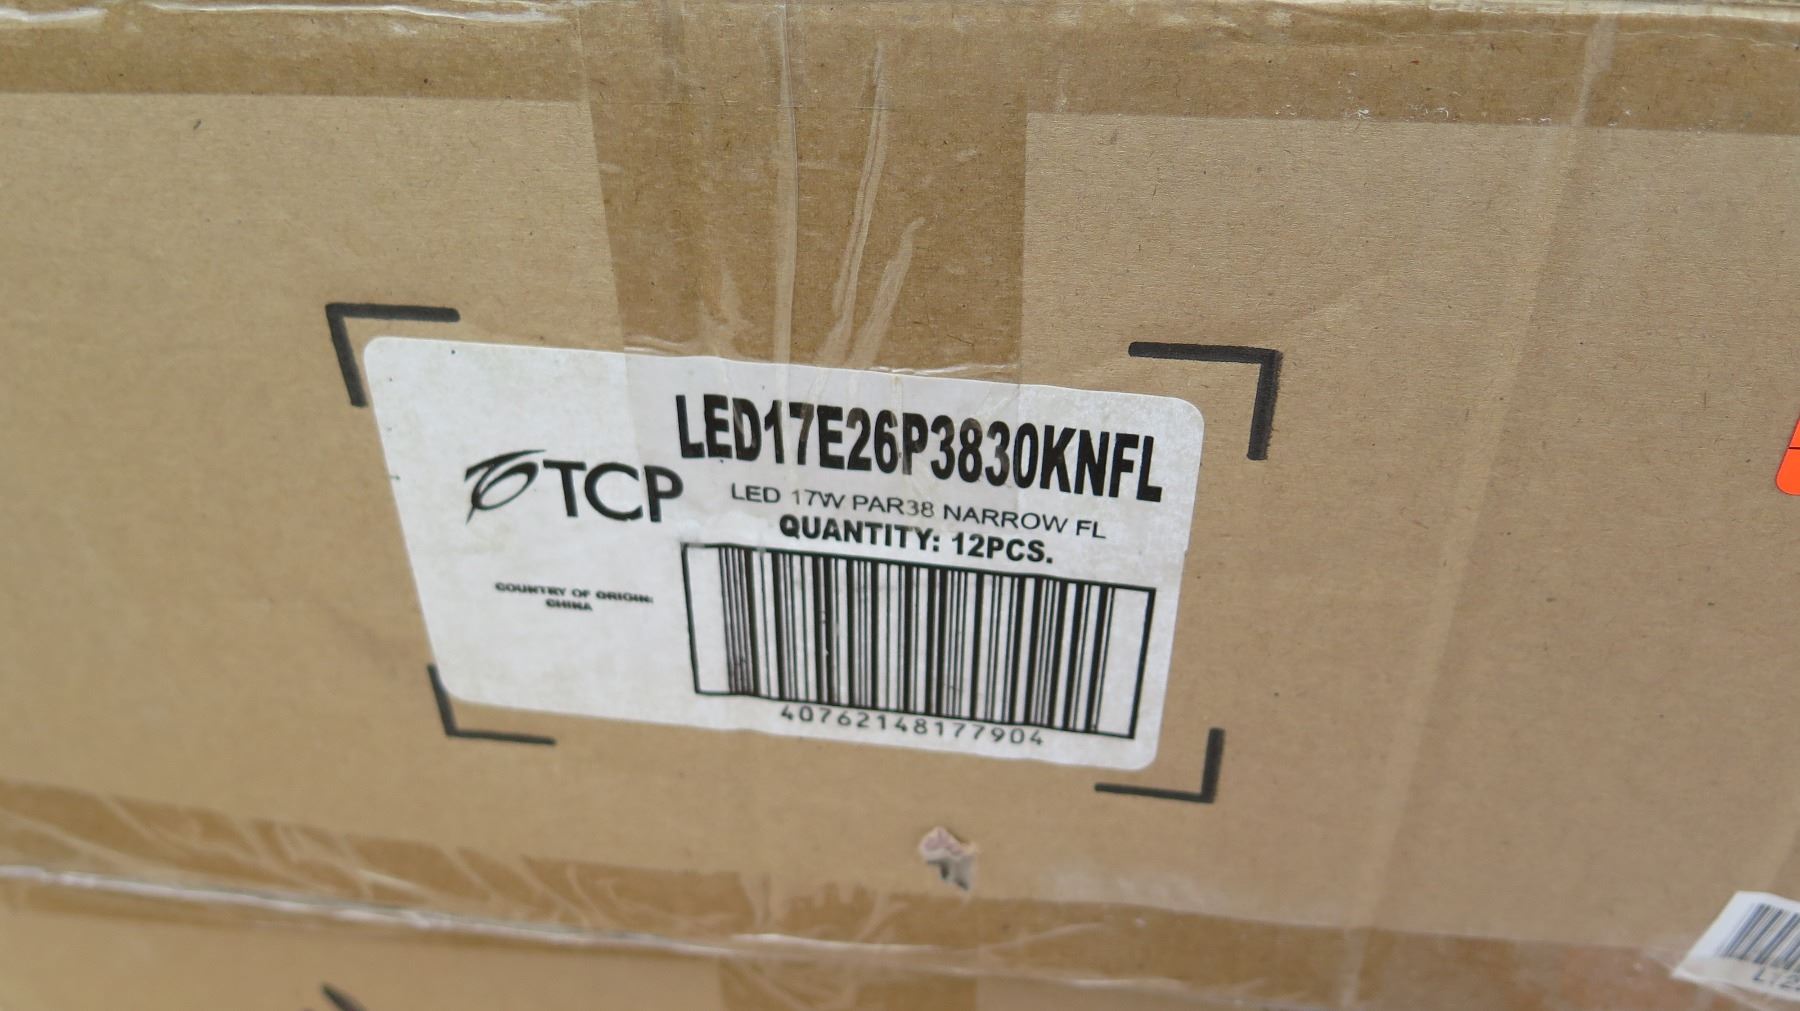 LED17E26P3830KNFL
TCP
LED 17W PAR38 NARROW FL
QUANTITY: 12PCS.
COUNTRY OF ORIGIN:
CHINA
40762148177904